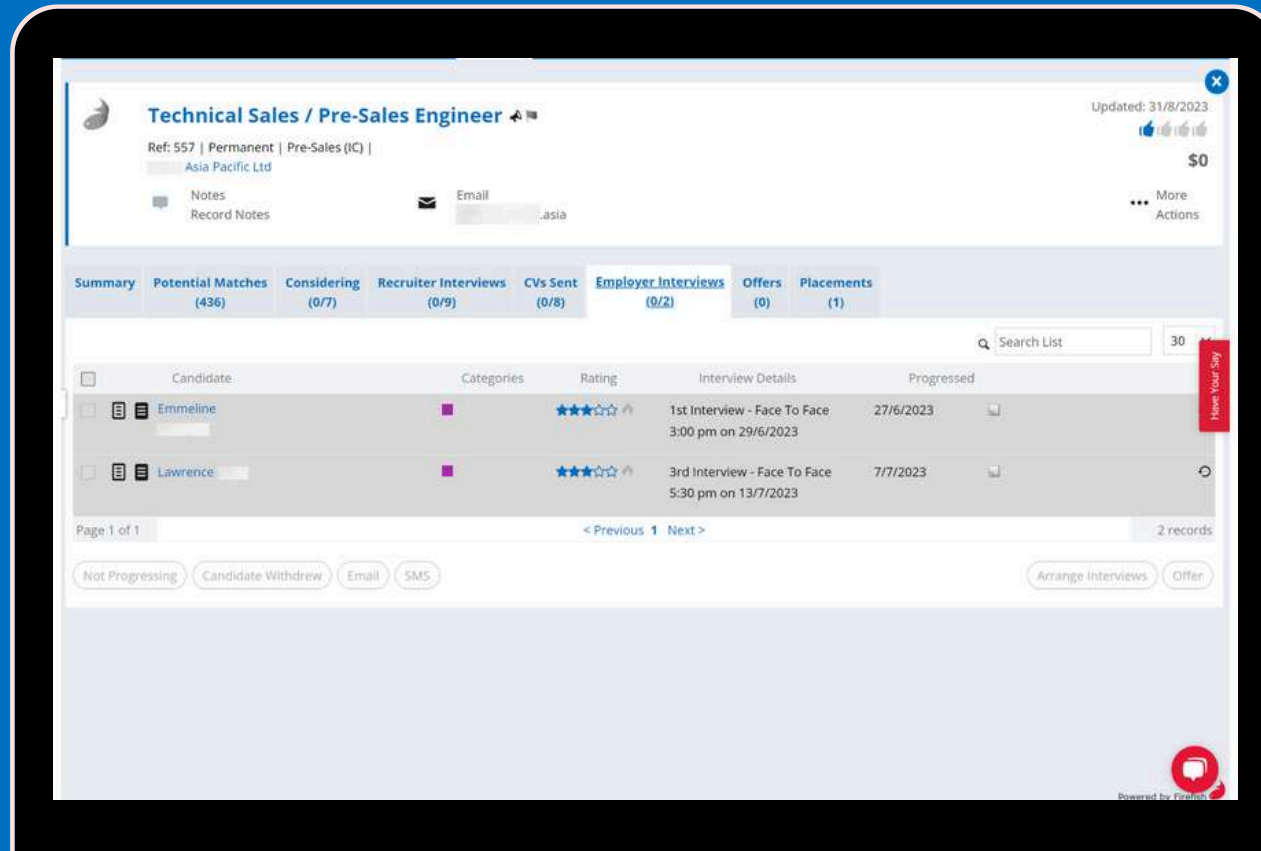 Updated: 31/8/2023
Technical Sales / Pre-Sales Engineer
Ref: 557 | Permanent | Pre-Sales (IC) |
Asia Pacific Ltd
$0
Notes
Record Notes
Email
.asia
••• More
Actions
Summary Potential Matches Considering Recruiter Interviews CVs Sent Employer Interviews Offers Placements
(436) (0/7) (0/9) (0/8) (0/2) (0) (1)
Search List 30
Have Your Say
Candidate Categories Rating Interview Details Progressed
Emmeline 1st Interview - Face To Face 27/6/2023
3:00 pm on 29/6/2023
Lawrence 3rd Interview - Face To Face 7/7/2023
5:30 pm on 13/7/2023
Page 1 of 1 < Previous 1 Next > 2 records
Not Progressing Candidate Withdrew Email SMS Arrange Interviews Offer
Powered by Firefish